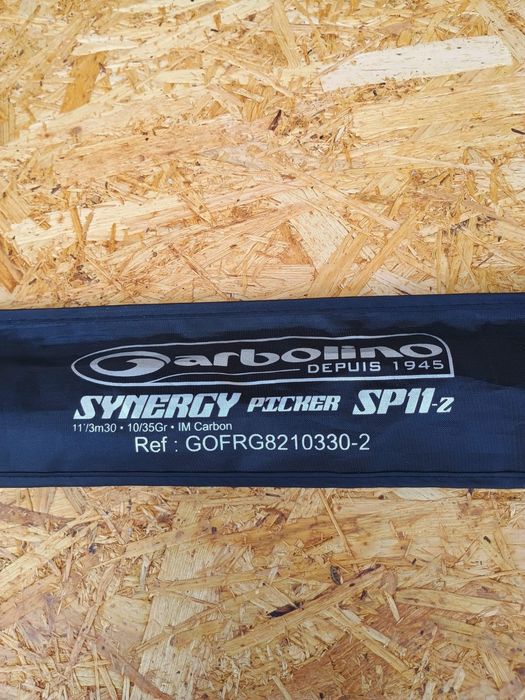 Garbolino
DEPUIS 1945
SYNERGY PICKER SP11-2
11'/3m30 • 10/35Gr • IM Carbon
Ref : GOFRG8210330-2